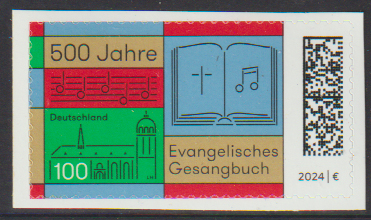 500 Jahre
Deutschland
100
Evangelisches
Gesangbuch
2024 | €